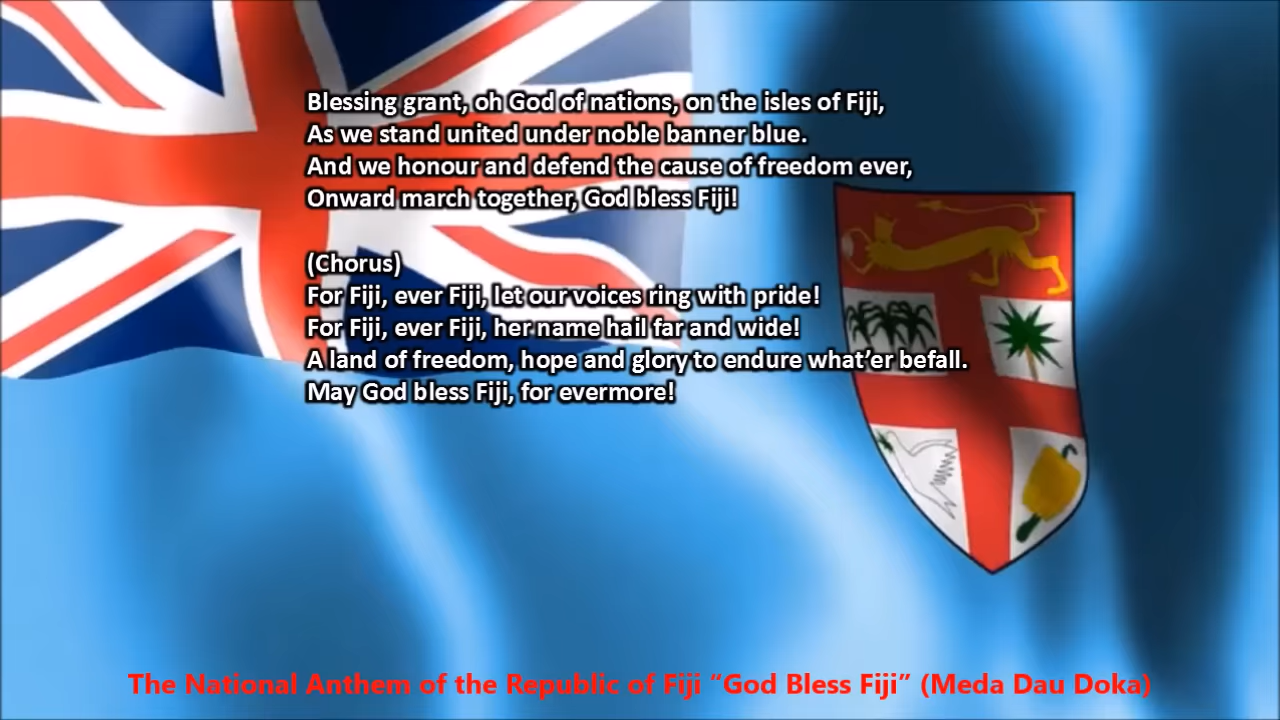 Blessing grant, oh God of nations, on the isles of Fiji,
As we stand united under noble banner blue.
And we honour and defend the cause of freedom ever,
Onward march together, God bless Fiji!
(Chorus)
For Fiji, ever Fiji, let our voices ring with pride!
For Fiji, ever Fiji, her name hail far and wide!
A land of freedom, hope and glory to endure what’er befall.
May God bless Fiji, for evermore!
The National Anthem of the Republic of Fiji “God Bless Fiji” (Meda Dau Doka)